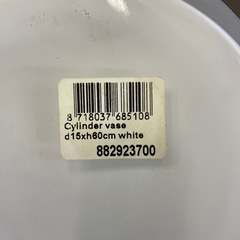 8 718037 685108
Cylinder vase
d15xh60cm white
882923700